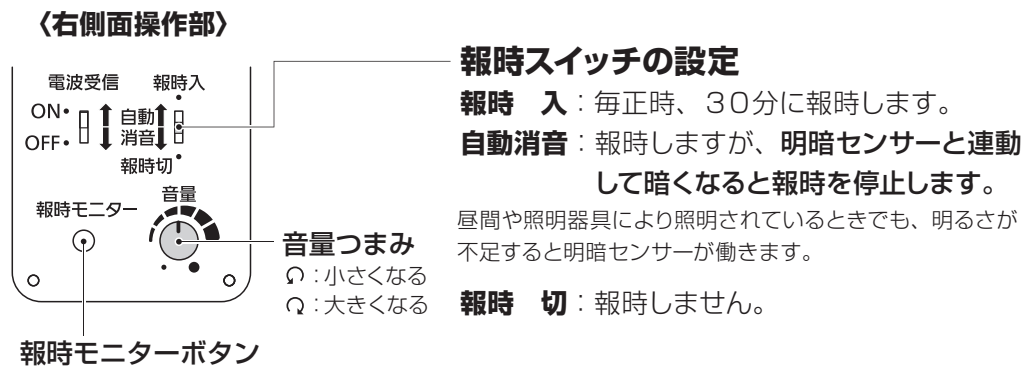 〈右側面操作部〉
電波受信 報時入
ON・
OFF・
自動
消音
報時切
報時モニター
音量
音量つまみ
：小さくなる
：大きくなる
報時モニターボタン
報時スイッチの設定
報時　入：毎正時、３０分に報時します。
自動消音：報時しますが、明暗センサーと連動
して暗くなると報時を停止します。
昼間や照明器具により照明されているときでも、明るさが
不足すると明暗センサーが働きます。
報時　切：報時しません。